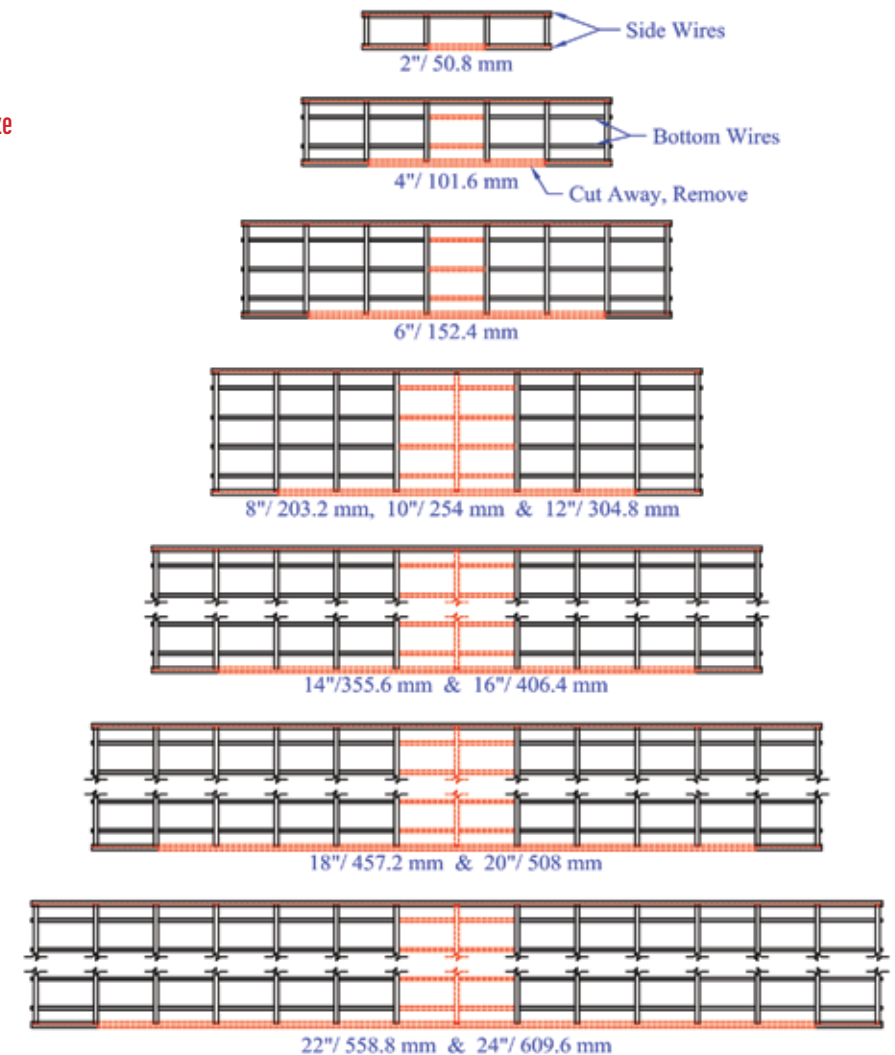 Side Wires
2"/ 50.8 mm
Bottom Wires
4"/ 101.6 mm
Cut Away, Remove
6"/ 152.4 mm
8"/ 203.2 mm, 10"/ 254 mm & 12"/ 304.8 mm
14"/355.6 mm & 16"/ 406.4 mm
18"/ 457.2 mm & 20"/ 508 mm
22"/ 558.8 mm & 24"/ 609.6 mm